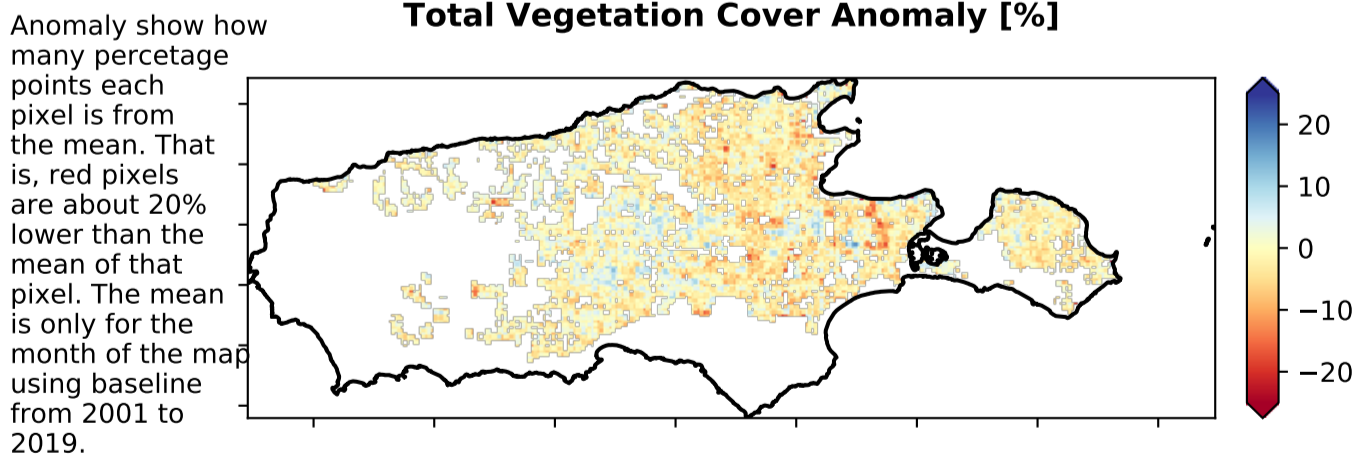 Total Vegetation Cover Anomaly [%]
Anomaly show how
many percetage
points each
pixel is from
the mean. That
is, red pixels
are about 20%
lower than the
mean of that
pixel. The mean
is only for the
month of the map
using baseline
from 2001 to
2019.
20
10
0
−10
−20